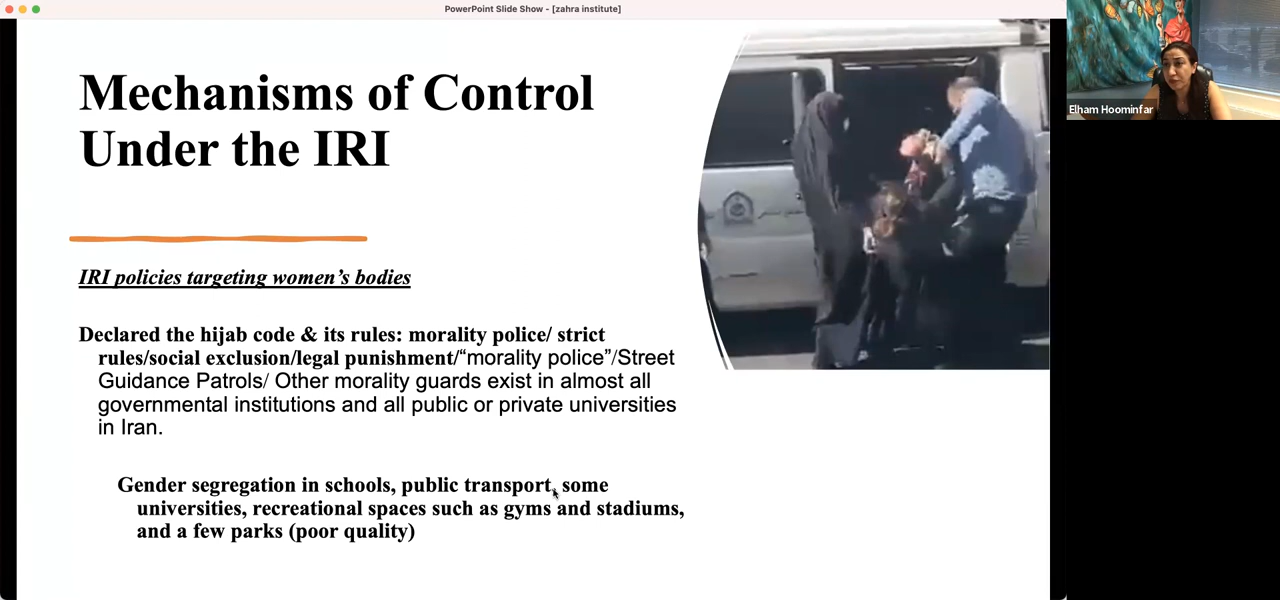 PowerPoint Slide Show - [zahra institute]
Mechanisms of Control
Under the IRI
IRI policies targeting women’s bodies
Declared the hijab code & its rules: morality police/ strict
rules/social exclusion/legal punishment/“morality police”/Street
Guidance Patrols/ Other morality guards exist in almost all
governmental institutions and all public or private universities
in Iran.
Gender segregation in schools, public transport, some
universities, recreational spaces such as gyms and stadiums,
and a few parks (poor quality)
Elham Hoominfar